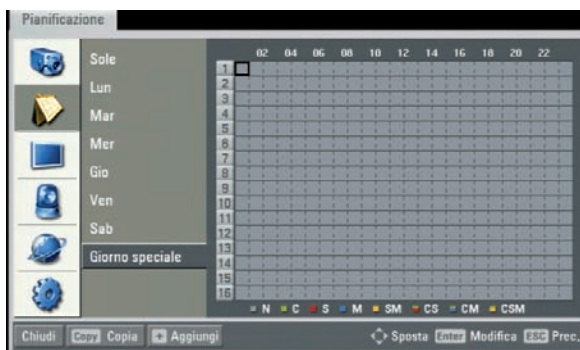 Pianificazione
02 04 06 08 10 12 14 16 18 20 22
Sole
Lun
Mar
Mer
Gio
Ven
Sab
Giorno speciale
1
2
3
4
5
6
7
8
9
10
11
12
13
14
15
16
N C S M SM CS CM CSM
Chiudi Copy Copia + Aggiungi Sposta Enter Modifica ESC Prec.